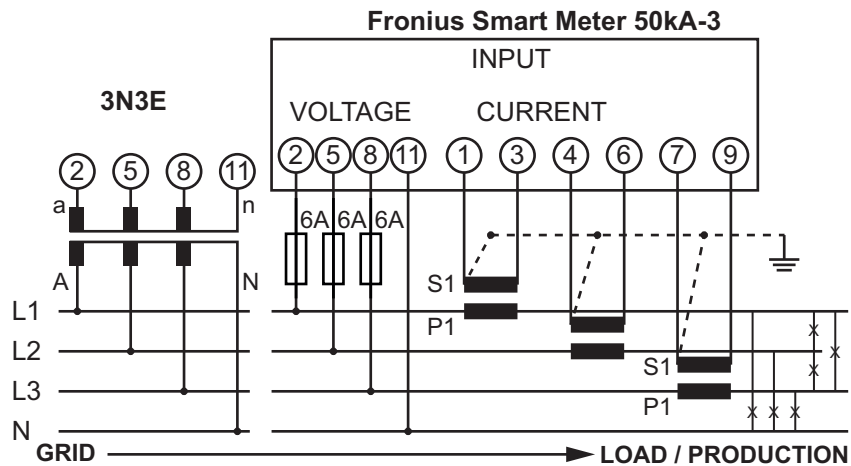 Fronius Smart Meter 50kA-3
INPUT
3N3E
VOLTAGE CURRENT
2 5 8 11 2 5 8 11 1 3 4 6 7 9
a n
6A 6A 6A
A N
S1
L1
P1
L2
S1
L3
P1
N
GRID LOAD / PRODUCTION